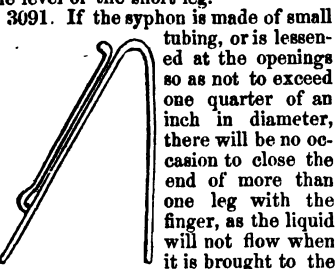 the level of the short leg.
3091. If the syphon is made of small
tubing, or is lessen-
ed at the openings
so as not to exceed
one quarter of an
inch in diameter,
there will be no oc-
casion to close the
end of more than
one leg with the
finger, as the liquid
will not flow when
it is brought to the